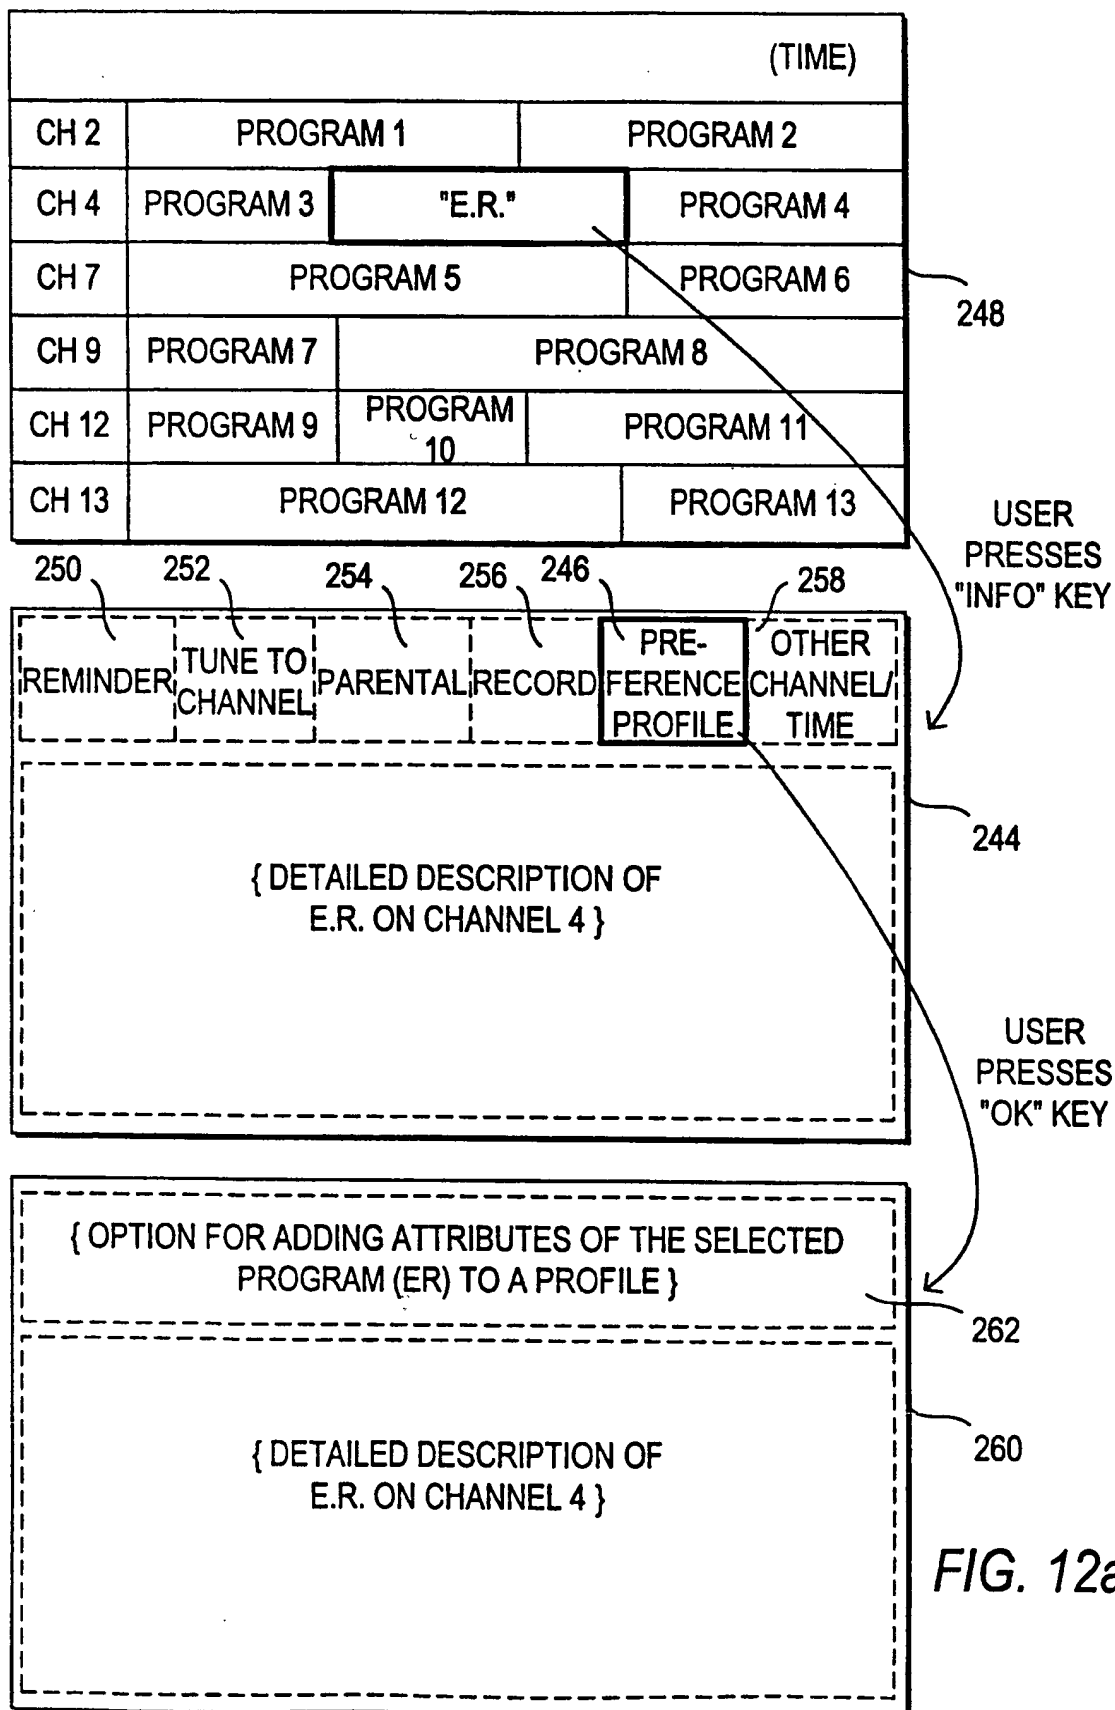 (TIME)
CH 2 PROGRAM 1 PROGRAM 2
CH 4 PROGRAM 3 "E.R." PROGRAM 4
CH 7 PROGRAM 5 PROGRAM 6
248
CH 9 PROGRAM 7 PROGRAM 8
CH 12 PROGRAM 9 PROGRAM 10 PROGRAM 11
CH 13 PROGRAM 12 PROGRAM 13
USER
PRESSES
"INFO" KEY
250 252 254 256 246 258
REMINDER
TUNE TO
CHANNEL
PARENTAL
RECORD
PRE-
FERENCE
PROFILE
OTHER
CHANNEL/
TIME
244
{ DETAILED DESCRIPTION OF
E.R. ON CHANNEL 4 }
USER
PRESSES
"OK" KEY
{ OPTION FOR ADDING ATTRIBUTES OF THE SELECTED
PROGRAM (ER) TO A PROFILE }
262
260
{ DETAILED DESCRIPTION OF
E.R. ON CHANNEL 4 }
FIG. 12a